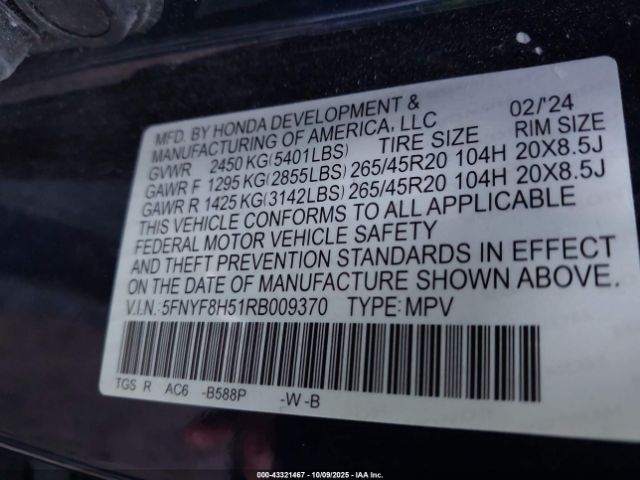 MFD. BY HONDA DEVELOPMENT & 02/'24
MANUFACTURING OF AMERICA, LLC
GVWR 2450 KG(5401LBS) TIRE SIZE RIM SIZE
GAWR F 1295 KG(2855LBS) 265/45R20 104H 20X8.5J
GAWR R 1425 KG(3142LBS) 265/45R20 104H 20X8.5J
THIS VEHICLE CONFORMS TO ALL APPLICABLE
FEDERAL MOTOR VEHICLE SAFETY
AND THEFT PREVENTION STANDARDS IN EFFECT
ON THE DATE OF MANUFACTURE SHOWN ABOVE.
V.I.N.: 5FNYF8H51RB009370 TYPE: MPV
TGS R AC6 -B588P -W -B
000-43321467 - 10/09/2025 - IAA Inc.